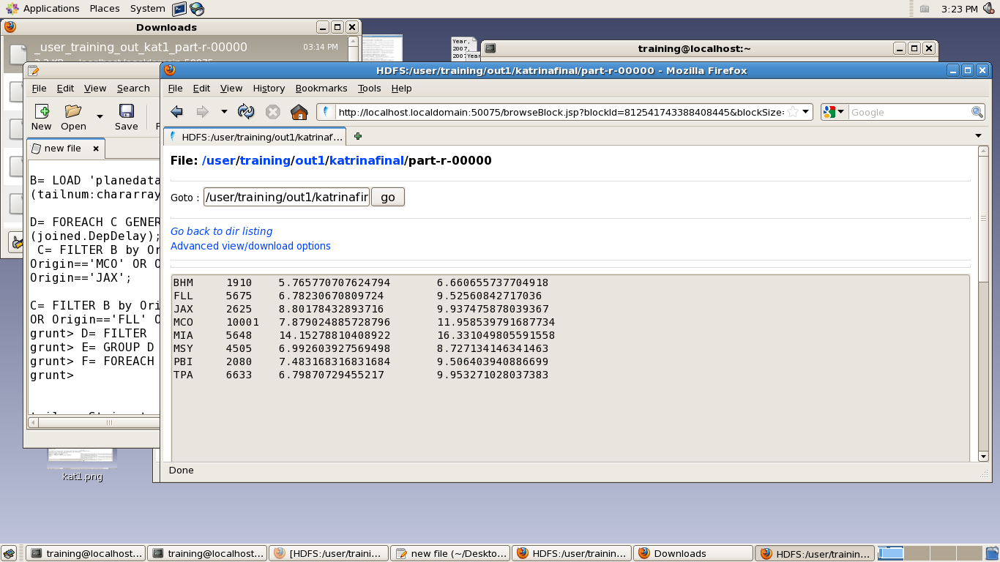 Applications Places System 3:23 PM
Downloads
_user_training_out_kat1_part-r-00000 03:14 PM
Year,
2007,
2007
Year
training@localhost:~
HDFS:/user/training/out1/katrinafinal/part-r-00000 - Mozilla Firefox
File Edit View Search
File Edit View History Bookmarks Tools Help
New Open Save
http://localhost.localdomain:50075/browseBlock.jsp?blockId=812541743388408445&blockSize=
Google
new file
HDFS:/user/training/out1/katrinaf...
File: /user/training/out1/katrinafinal/part-r-00000
Goto : /user/training/out1/katrinafir go
Go back to dir listing
Advanced view/download options
BHM 1910 5.765770707624794 6.660655737704918
FLL 5675 6.78230670809724 9.52560842717036
JAX 2625 8.80178432893716 9.937475878039367
MCO 10001 7.879024885728796 11.958539791687734
MIA 5648 14.15278810408922 16.331049805591558
MSY 4505 6.992603927569498 8.727134146341463
PBI 2080 7.483168316831684 9.506403940886699
TPA 6633 6.79870729455217 9.953271028037383
B= LOAD 'planedata
(tailnum:chararray
D= FOREACH C GENER
(joined.DepDelay);
C= FILTER B by Or
Origin=='MCO' OR O
Origin=='JAX';
C= FILTER B by Ori
OR Origin=='FLL' O
grunt> D= FILTER
grunt> E= GROUP D
grunt> F= FOREACH
grunt>
Done
kat1.png
training@localhost... training@localhost... [HDFS:/user/traini... new file (~/Deskto... HDFS:/user/trainin... Downloads HDFS:/user/trainin...